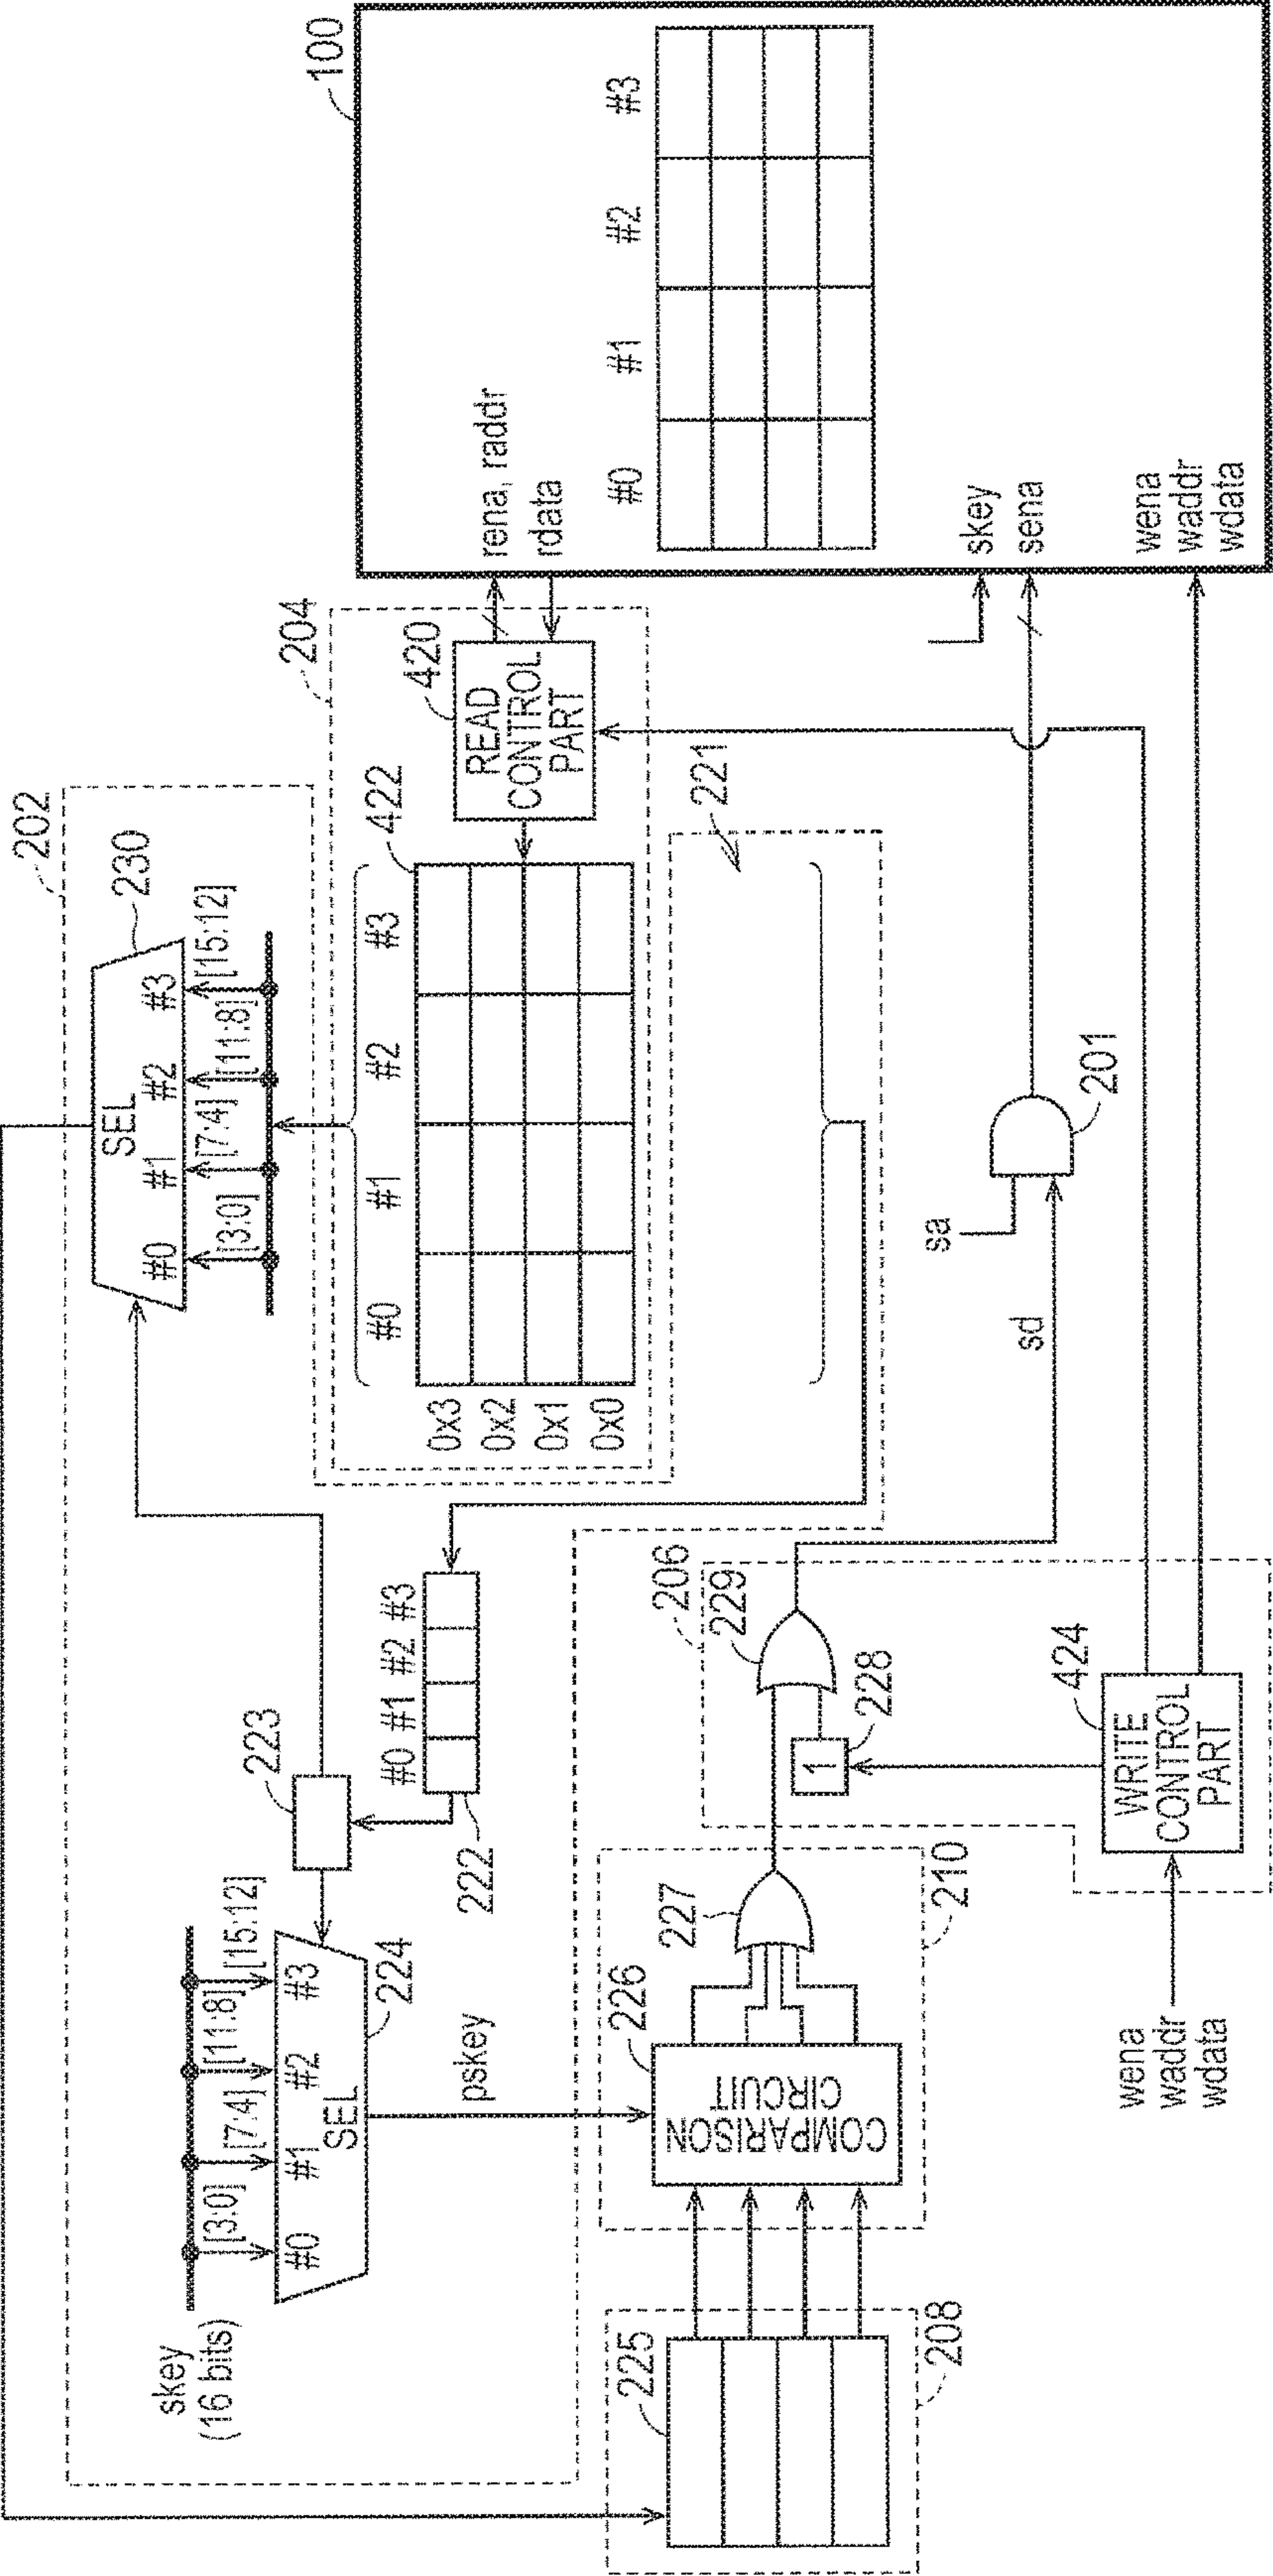 skey
(16 bits)
[3:0]
[7:4]
[11:8]
[15:12]
#0
#1
#2
#3
SEL
224
pskey
223
#0 #1 #2 #3
222
202
SEL
230
#0
#1
#2
#3
[3:0]
[7:4]
[11:8]
[15:12]
204
#0
#1
#2
#3
422
0x3
0x2
0x1
0x0
READ
CONTROL
PART
420
221
100
rena, raddr
rdata
#0
#1
#2
#3
skey
sena
wena
waddr
wdata
225
208
226
COMPARISON
CIRCUIT
227
210
206
229
1
228
WRITE
CONTROL
PART
424
wena
waddr
wdata
sd
sa
201